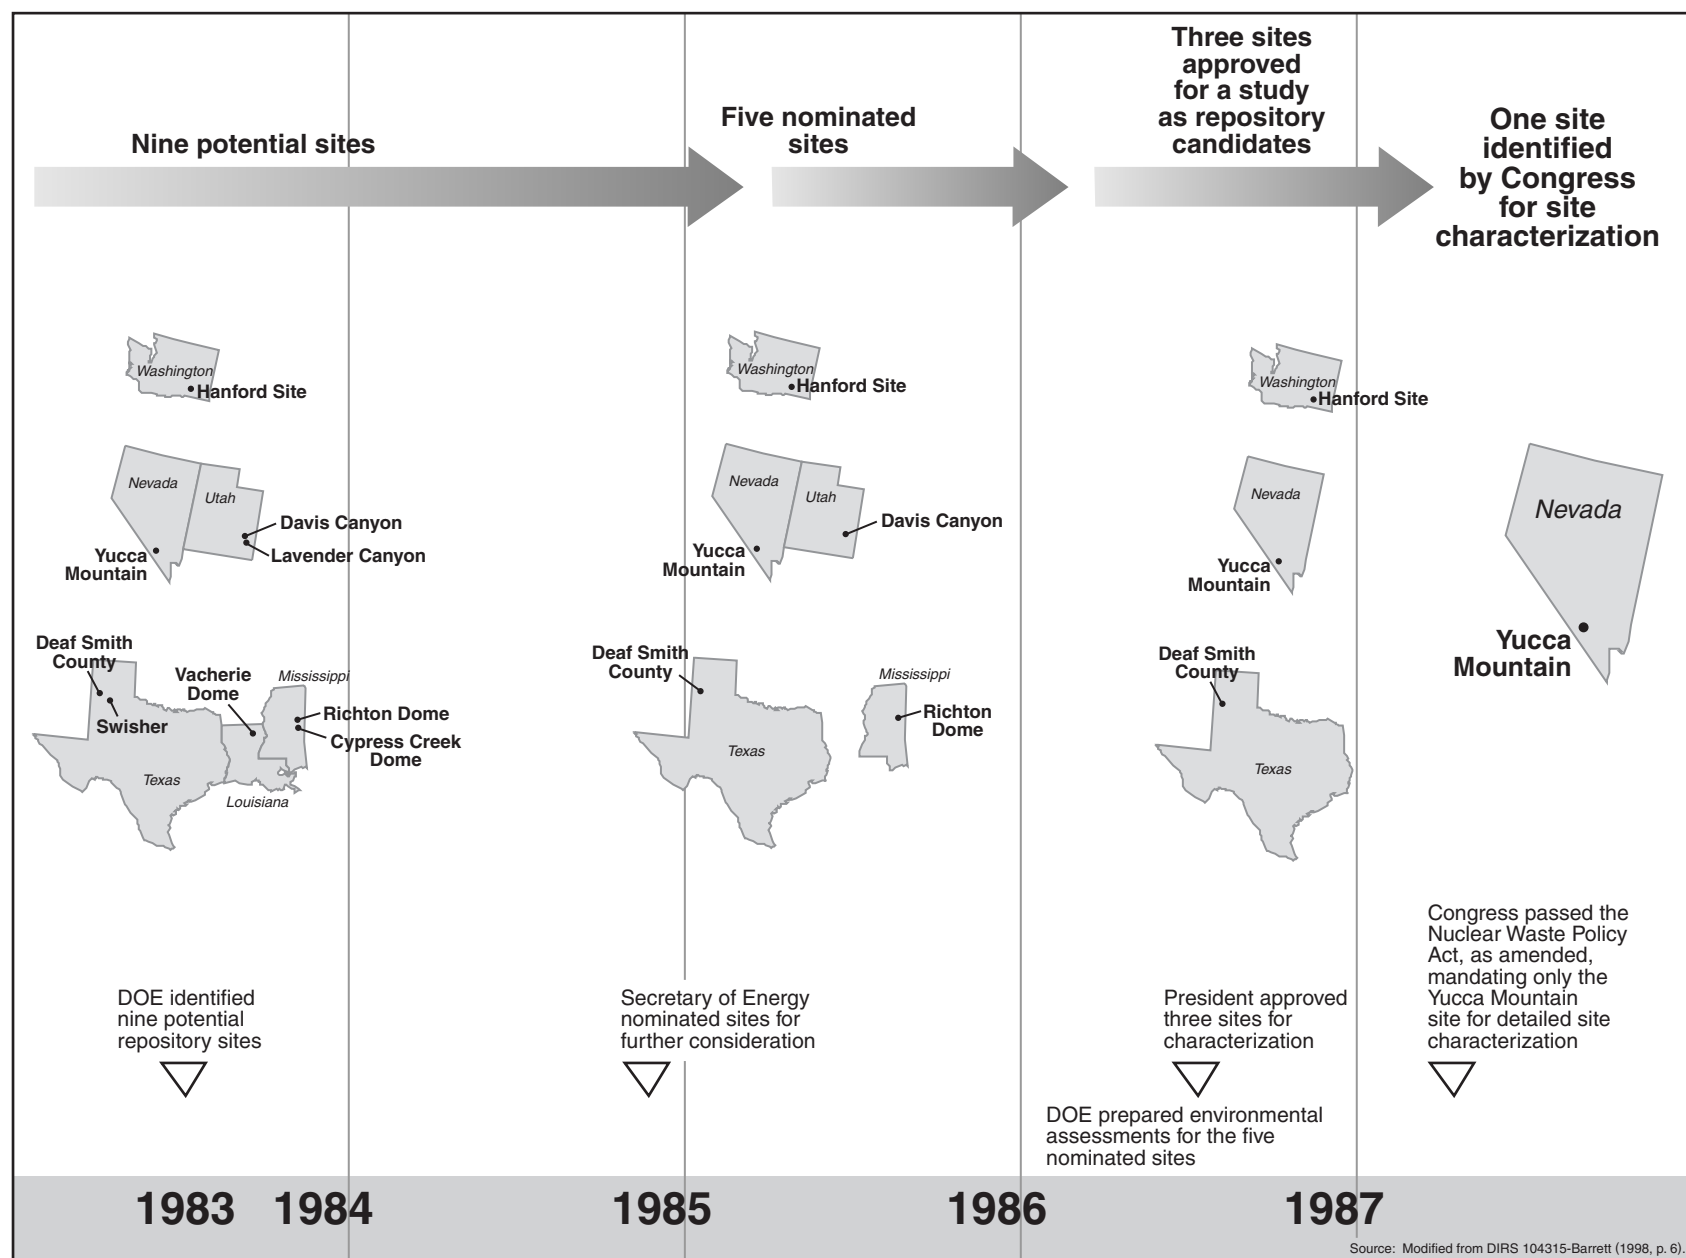 Nine potential sites
Five nominated
sites
Three sites
approved
for a study
as repository
candidates
One site
identified
by Congress
for site
characterization
Washington
Hanford Site
Nevada
Utah
Davis Canyon
Lavender Canyon
Yucca
Mountain
Deaf Smith
County
Swisher
Vacherie
Dome
Mississippi
Richton Dome
Cypress Creek
Dome
Texas
Louisiana
Washington
Hanford Site
Nevada
Utah
Davis Canyon
Yucca
Mountain
Deaf Smith
County
Mississippi
Richton
Dome
Texas
Washington
Hanford Site
Nevada
Yucca
Mountain
Deaf Smith
County
Texas
Nevada
Yucca
Mountain
DOE identified
nine potential
repository sites
Secretary of Energy
nominated sites for
further consideration
President approved
three sites for
characterization
DOE prepared environmental
assessments for the five
nominated sites
Congress passed the
Nuclear Waste Policy
Act, as amended,
mandating only the
Yucca Mountain
site for detailed site
characterization
1983 1984 1985 1986 1987
Source: Modified from DIRS 104315-Barrett (1998, p. 6).